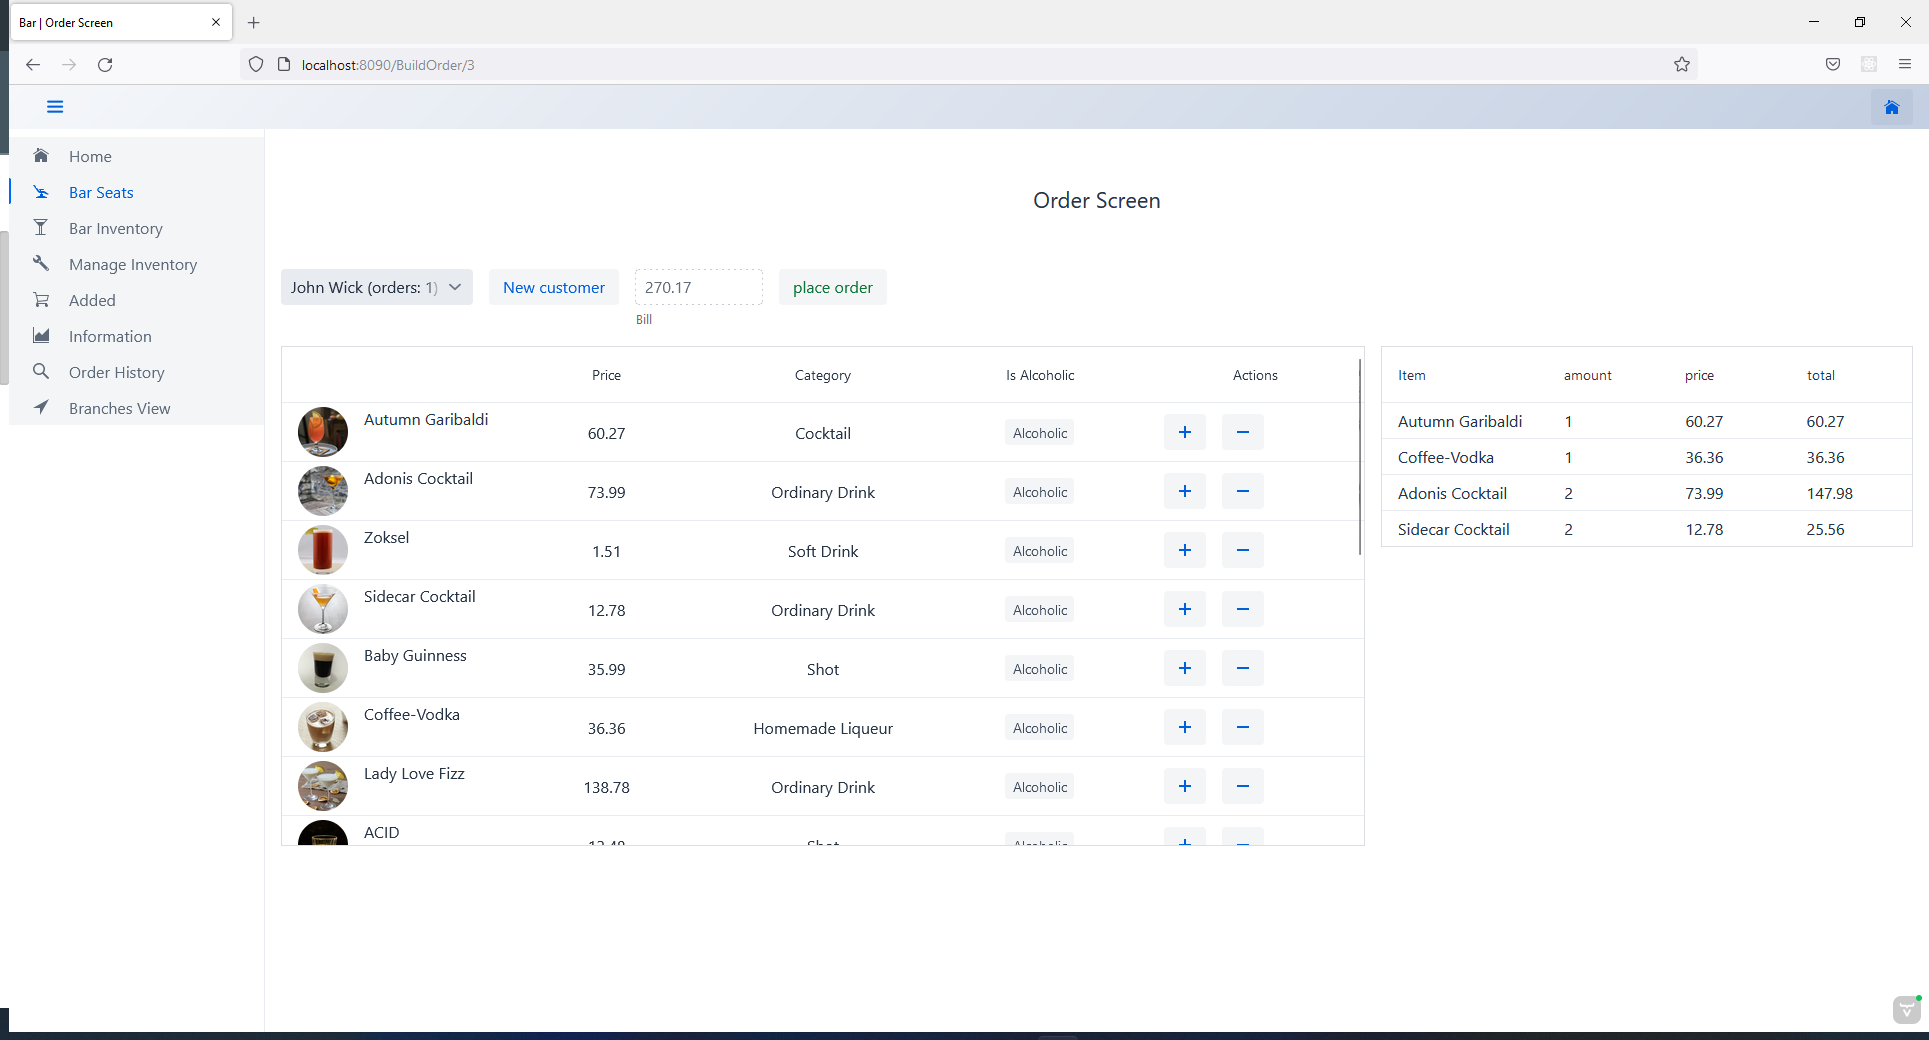 Bar | Order Screen
localhost:8090/BuildOrder/3
Home
Bar Seats
Bar Inventory
Manage Inventory
Added
Information
Order History
Branches View
Order Screen
John Wick (orders: 1)
New customer
270.17
place order
Bill
Price Category Is Alcoholic Actions
Autumn Garibaldi 60.27 Cocktail Alcoholic + −
Adonis Cocktail 73.99 Ordinary Drink Alcoholic + −
Zoksel 1.51 Soft Drink Alcoholic + −
Sidecar Cocktail 12.78 Ordinary Drink Alcoholic + −
Baby Guinness 35.99 Shot Alcoholic + −
Coffee-Vodka 36.36 Homemade Liqueur Alcoholic + −
Lady Love Fizz 138.78 Ordinary Drink Alcoholic + −
ACID Shot Alcoholic
Item amount price total
Autumn Garibaldi 1 60.27 60.27
Coffee-Vodka 1 36.36 36.36
Adonis Cocktail 2 73.99 147.98
Sidecar Cocktail 2 12.78 25.56